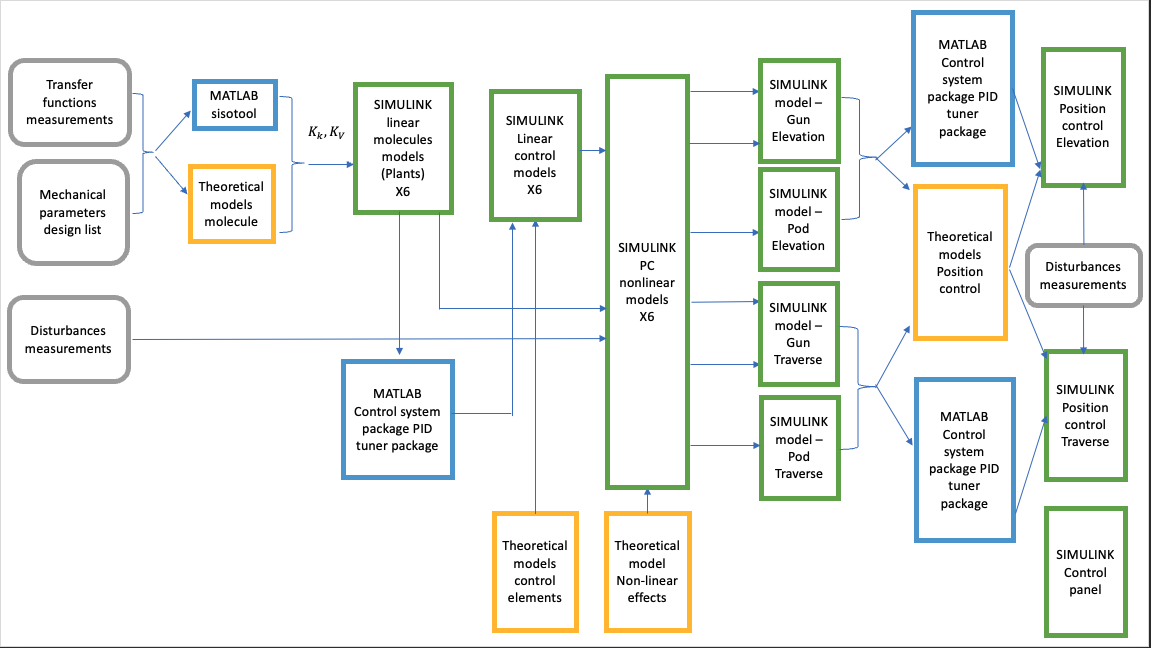 Transfer
functions
measurements
Mechanical
parameters
design list
Disturbances
measurements
MATLAB
sisotool
Theoretical
models
molecule
K_k, K_V
SIMULINK
linear
molecules
models
(Plants)
X6
MATLAB
Control system
package PID
tuner package
SIMULINK
Linear
control
models
X6
Theoretical
models
control
elements
SIMULINK
PC
nonlinear
models
X6
Theoretical
model
Non-linear
effects
SIMULINK
model –
Gun
Elevation
SIMULINK
model –
Pod
Elevation
SIMULINK
model –
Gun
Traverse
SIMULINK
model –
Pod
Traverse
MATLAB
Control
system
package PID
tuner
package
Theoretical
models
Position
control
MATLAB
Control
system
package PID
tuner
package
SIMULINK
Position
control
Elevation
Disturbances
measurements
SIMULINK
Position
control
Traverse
SIMULINK
Control
panel